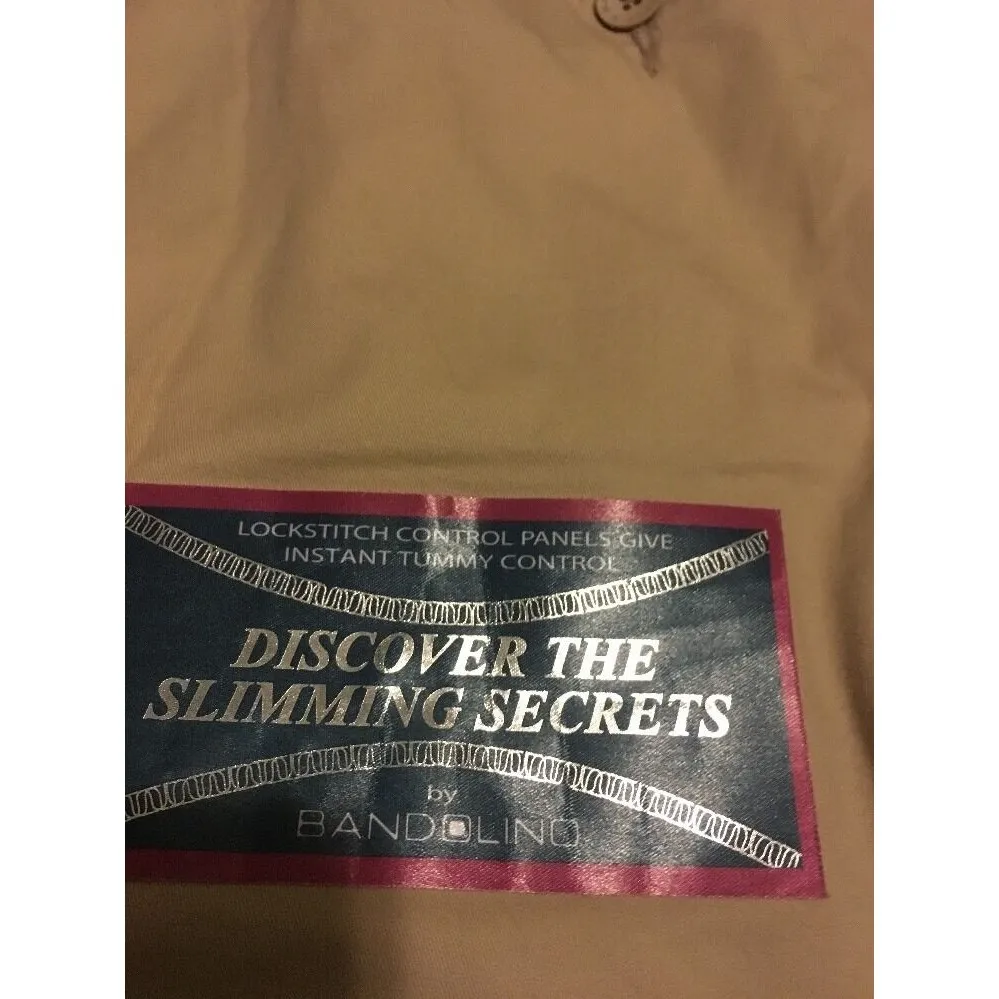 LOCKSTITCH CONTROL PANELS GIVE
INSTANT TUMMY CONTROL
DISCOVER THE
SLIMMING SECRETS
by
BANDOLINO